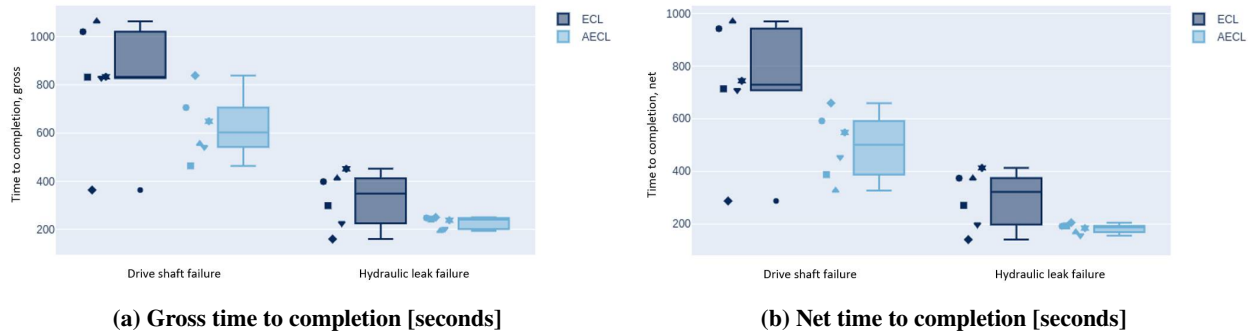 ECL
AECL
Time to completion, gross
1000
800
600
400
200
Drive shaft failure
Hydraulic leak failure
(a) Gross time to completion [seconds]
ECL
AECL
Time to completion, net
1000
800
600
400
200
Drive shaft failure
Hydraulic leak failure
(b) Net time to completion [seconds]